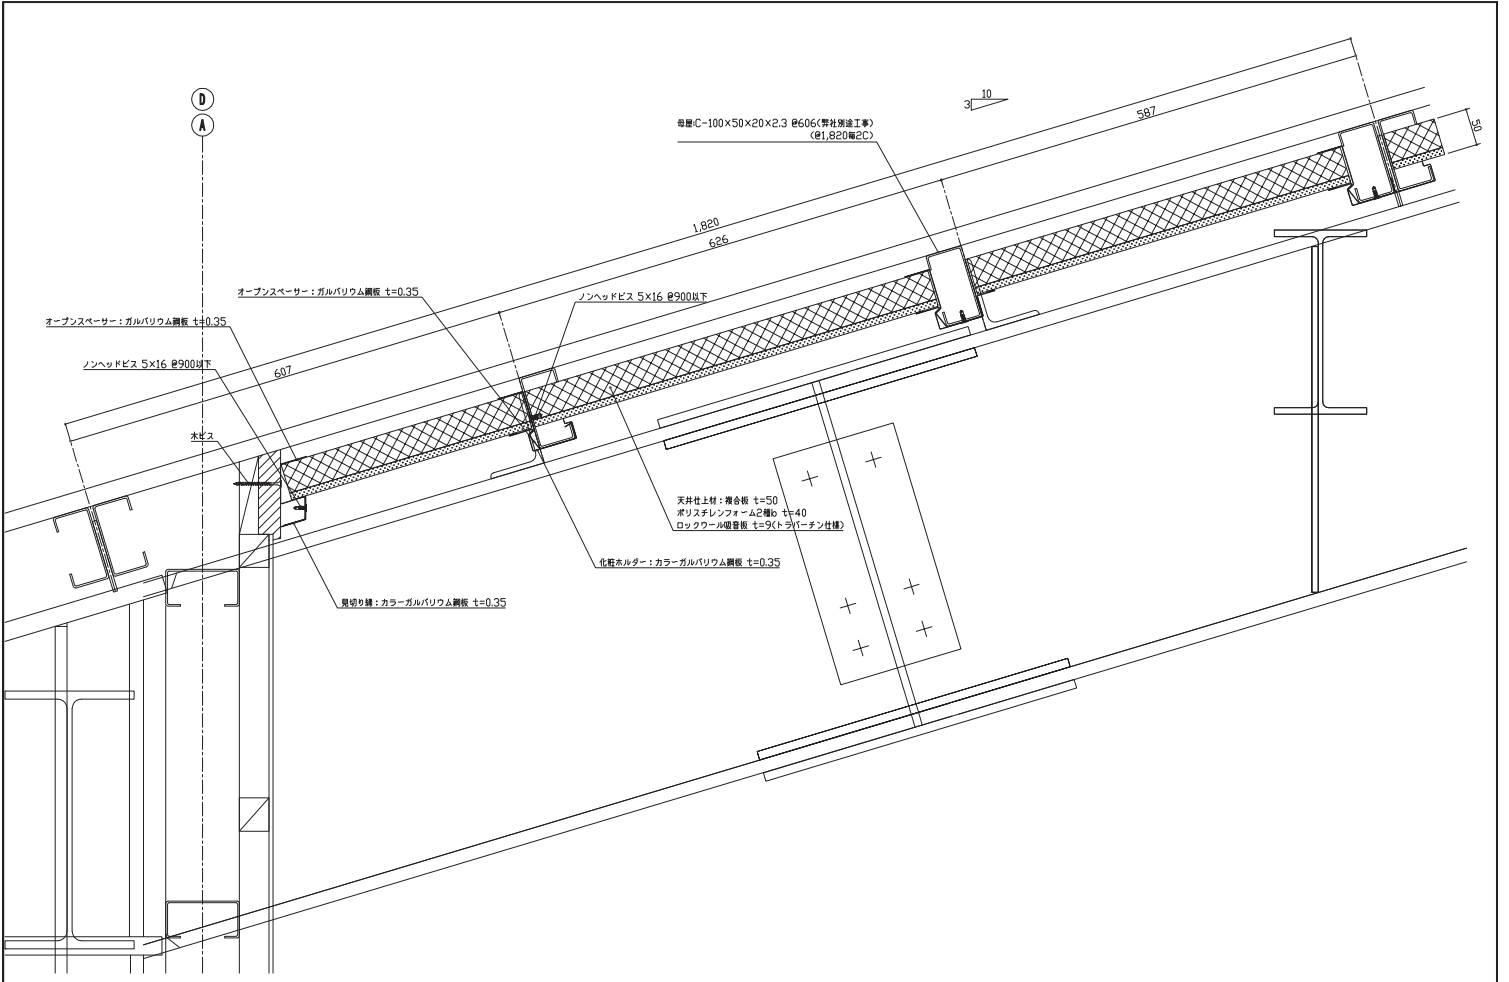 D
A
10
3
587
50
母屋:C-100×50×20×2.3 @606(弊社別途工事)
(@1,820毎2C)
1,820
626
オープンスペーサー：ガルバリウム鋼板 t=0.35
ノンヘッドビス 5×16 @900以下
オープンスペーサー：ガルバリウム鋼板 t=0.35
ノンヘッドビス 5×16 @900以下
607
木ビス
天井仕上材：複合板 t=50
ポリスチレンフォーム2種b t=40
ロックウール吸音板 t=9(トラバーチン仕様)
化粧ホルダー：カラーガルバリウム鋼板 t=0.35
見切り縁：カラーガルバリウム鋼板 t=0.35